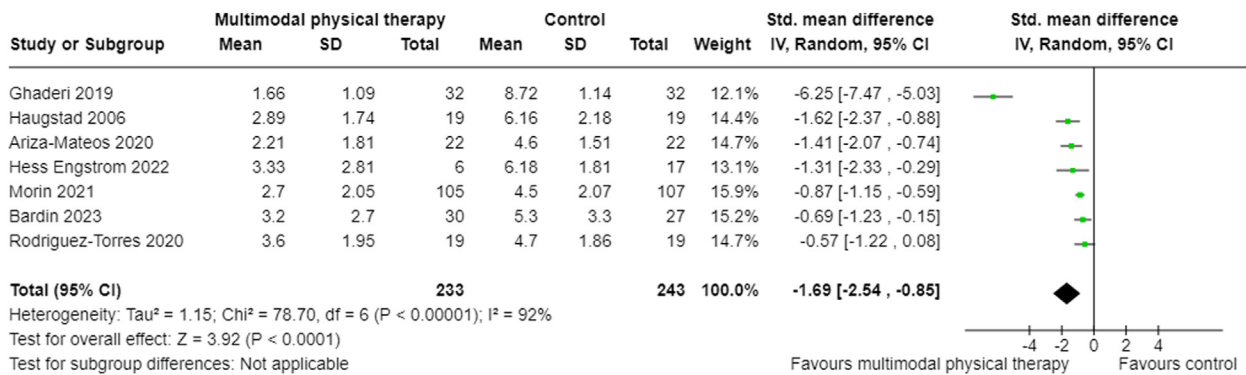 Multimodal physical therapy Control Std. mean difference Std. mean difference
Study or Subgroup Mean SD Total Mean SD Total Weight IV, Random, 95% CI IV, Random, 95% CI
Ghaderi 2019 1.66 1.09 32 8.72 1.14 32 12.1% -6.25 [-7.47 , -5.03]
Haugstad 2006 2.89 1.74 19 6.16 2.18 19 14.4% -1.62 [-2.37 , -0.88]
Ariza-Mateos 2020 2.21 1.81 22 4.6 1.51 22 14.7% -1.41 [-2.07 , -0.74]
Hess Engstrom 2022 3.33 2.81 6 6.18 1.81 17 13.1% -1.31 [-2.33 , -0.29]
Morin 2021 2.7 2.05 105 4.5 2.07 107 15.9% -0.87 [-1.15 , -0.59]
Bardin 2023 3.2 2.7 30 5.3 3.3 27 15.2% -0.69 [-1.23 , -0.15]
Rodriguez-Torres 2020 3.6 1.95 19 4.7 1.86 19 14.7% -0.57 [-1.22 , 0.08]
Total (95% CI) 233 243 100.0% -1.69 [-2.54 , -0.85]
Heterogeneity: Tau² = 1.15; Chi² = 78.70, df = 6 (P < 0.00001); I² = 92%
Test for overall effect: Z = 3.92 (P < 0.0001) -4 -2 0 2 4
Test for subgroup differences: Not applicable Favours multimodal physical therapy Favours control